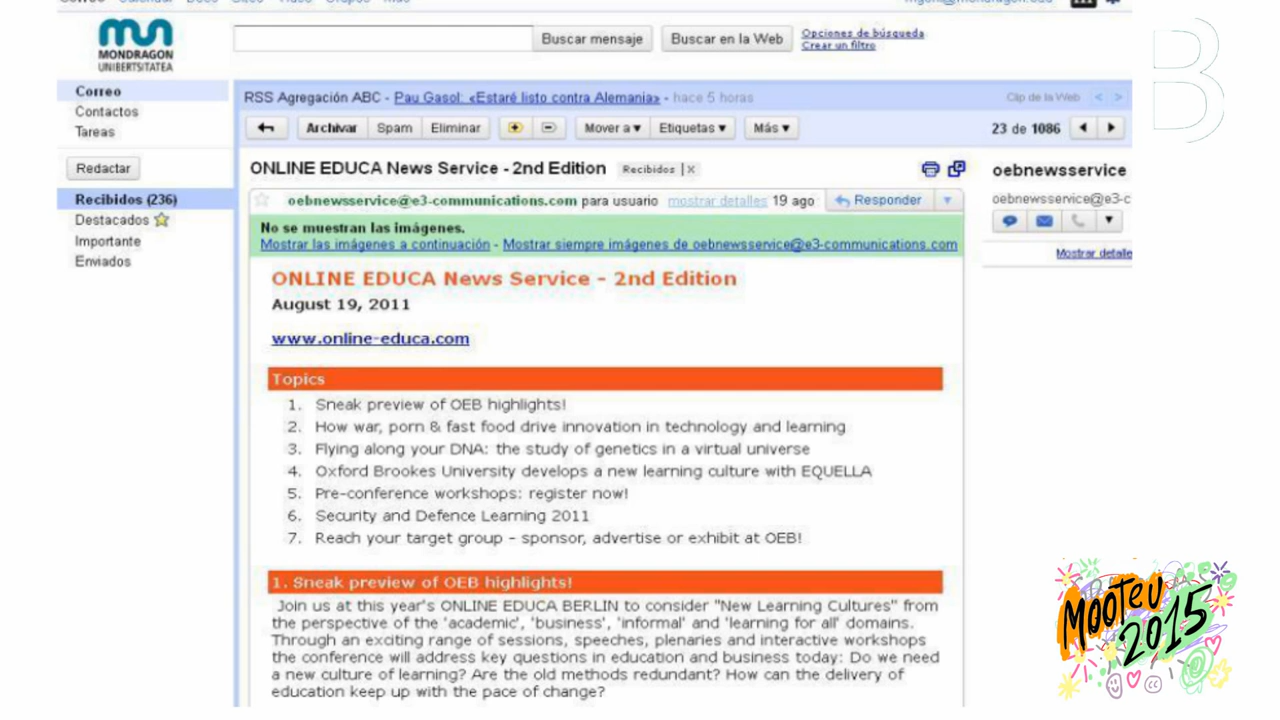 MONDRAGON
UNIBERTSITATEA
Buscar mensaje
Buscar en la Web
Opciones de búsqueda
Crear un filtro
B
Correo
Contactos
Tareas
Redactar
Recibidos (236)
Destacados
Importante
Enviados
RSS Agregación ABC - Pau Gasol: «Estaré listo contra Alemania» - hace 5 horas
Clip de la Web < >
Archivar Spam Eliminar Mover a Etiquetas Más
23 de 1086
ONLINE EDUCA News Service - 2nd Edition Recibidos | X
oebnewsservice
oebnewsservice@e3-communications.com para usuario mostrar detalles 19 ago Responder
oebnewsservice@e3-c
No se muestran las imágenes.
Mostrar las imágenes a continuación - Mostrar siempre imágenes de oebnewsservice@e3-communications.com
Mostrar detalle
ONLINE EDUCA News Service - 2nd Edition
August 19, 2011
www.online-educa.com
Topics
1. Sneak preview of OEB highlights!
2. How war, porn & fast food drive innovation in technology and learning
3. Flying along your DNA: the study of genetics in a virtual universe
4. Oxford Brookes University develops a new learning culture with EQUELLA
5. Pre-conference workshops: register now!
6. Security and Defence Learning 2011
7. Reach your target group - sponsor, advertise or exhibit at OEB!
1. Sneak preview of OEB highlights!
Join us at this year's ONLINE EDUCA BERLIN to consider "New Learning Cultures" from
the perspective of the 'academic', 'business', 'informal' and 'learning for all' domains.
Through an exciting range of sessions, speeches, plenaries and interactive workshops
the conference will address key questions in education and business today: Do we need
a new culture of learning? Are the old methods redundant? How can the delivery of
education keep up with the pace of change?
MOOTEU
2015